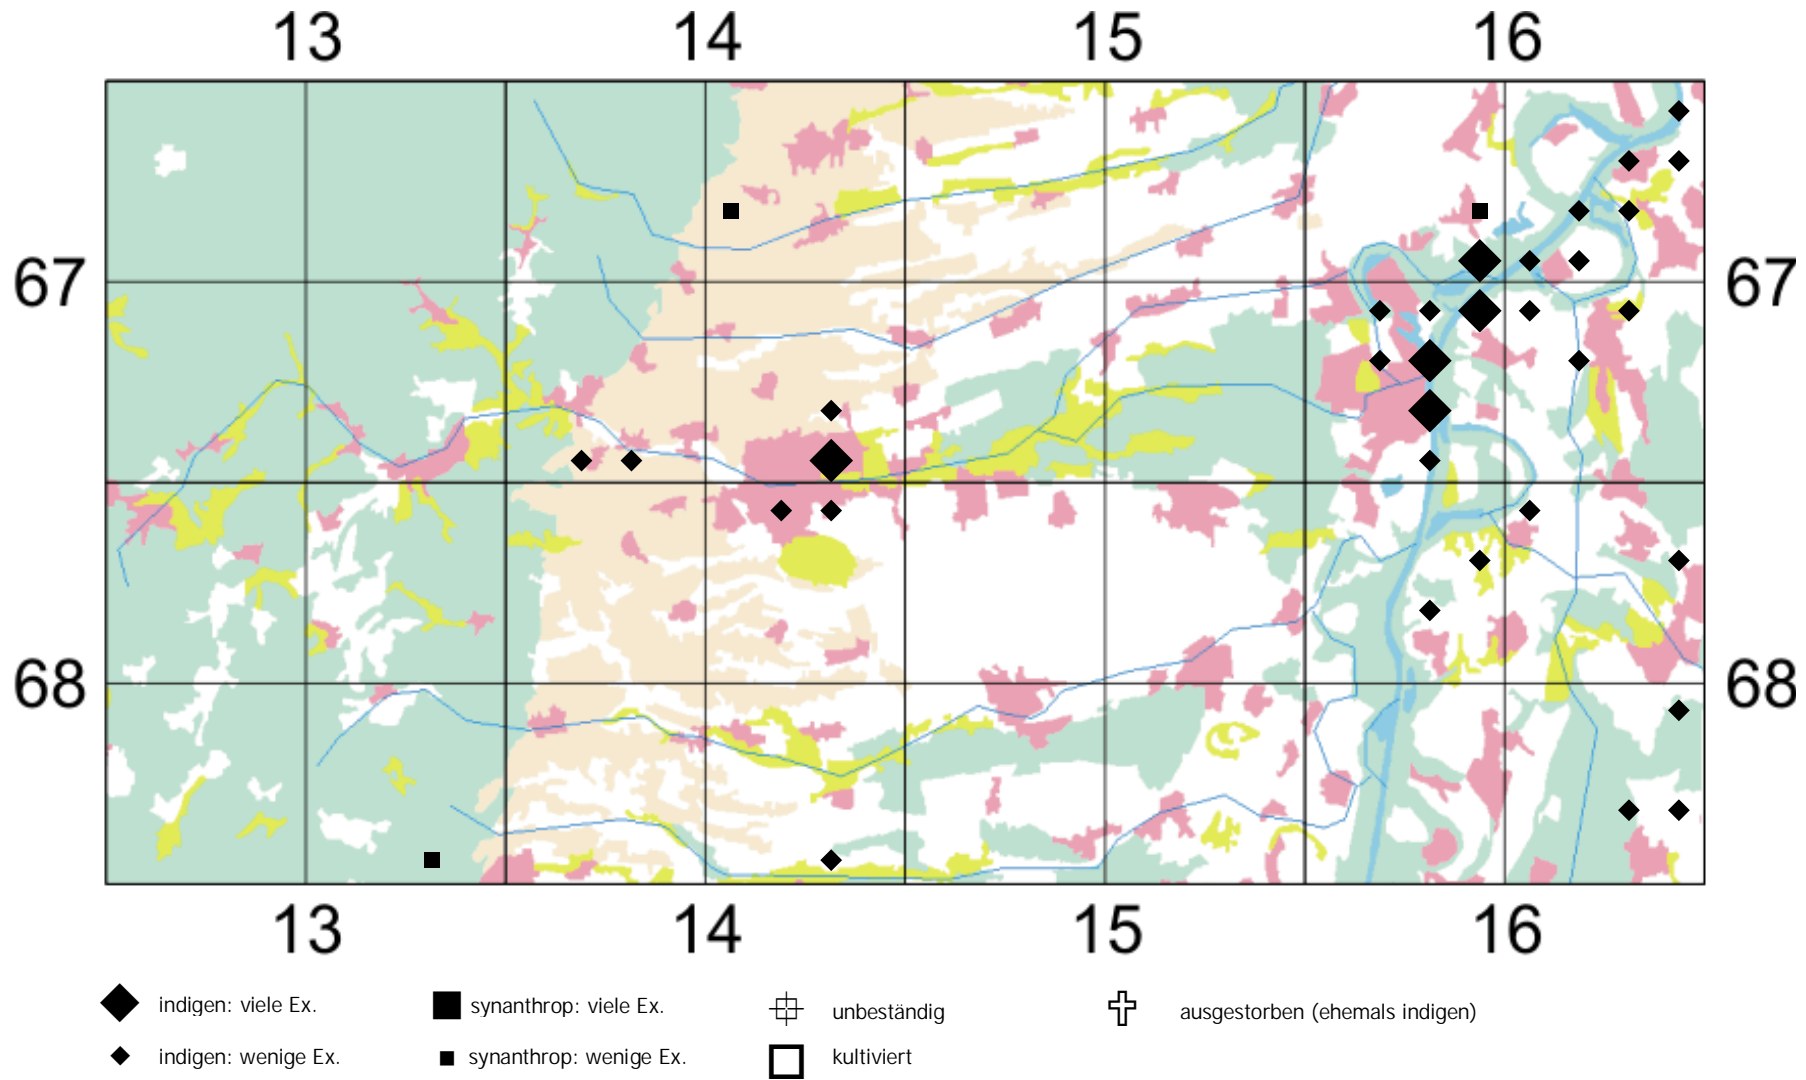 13 14 15 16
67 67
68 68
13 14 15 16
indigen: viele Ex. synanthrop: viele Ex. unbeständig ausgestorben (ehemals indigen)
indigen: wenige Ex. synanthrop: wenige Ex. kultiviert